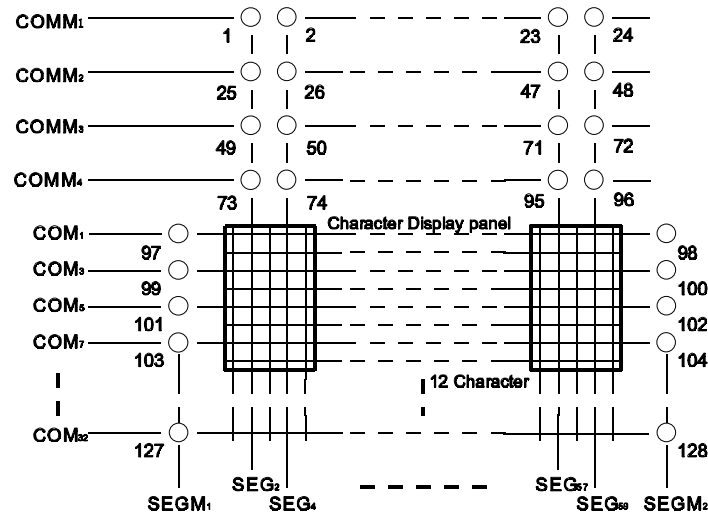 COMM₁
1 2 23 24
COMM₂
25 26 47 48
COMM₃
49 50 71 72
COMM₄
73 74 95 96
Character Display panel
COM₁
97 98
COM₃
99 100
COM₅
101 102
COM₇
103 104
12 Character
COM₃₂
127 128
SEGM₁ SEG₂ SEG₄ SEG₅₇ SEG₅₉ SEGM₂